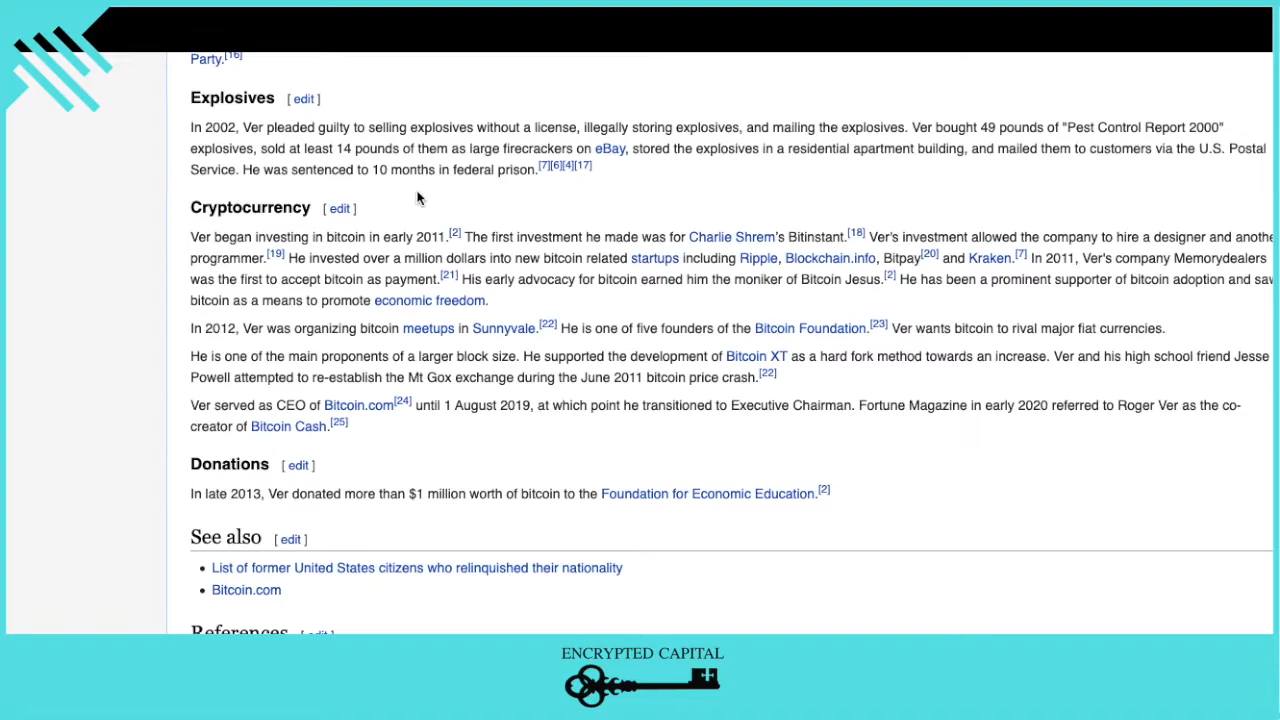 Party.[16]
Explosives [ edit ]
In 2002, Ver pleaded guilty to selling explosives without a license, illegally storing explosives, and mailing the explosives. Ver bought 49 pounds of "Pest Control Report 2000"
explosives, sold at least 14 pounds of them as large firecrackers on eBay, stored the explosives in a residential apartment building, and mailed them to customers via the U.S. Postal
Service. He was sentenced to 10 months in federal prison.[7][6][4][17]
Cryptocurrency [ edit ]
Ver began investing in bitcoin in early 2011.[2] The first investment he made was for Charlie Shrem's Bitinstant.[18] Ver's investment allowed the company to hire a designer and anothe
programmer.[19] He invested over a million dollars into new bitcoin related startups including Ripple, Blockchain.info, Bitpay[20] and Kraken.[7] In 2011, Ver's company Memorydealers
was the first to accept bitcoin as payment.[21] His early advocacy for bitcoin earned him the moniker of Bitcoin Jesus.[2] He has been a prominent supporter of bitcoin adoption and sav
bitcoin as a means to promote economic freedom.
In 2012, Ver was organizing bitcoin meetups in Sunnyvale.[22] He is one of five founders of the Bitcoin Foundation.[23] Ver wants bitcoin to rival major fiat currencies.
He is one of the main proponents of a larger block size. He supported the development of Bitcoin XT as a hard fork method towards an increase. Ver and his high school friend Jesse
Powell attempted to re-establish the Mt Gox exchange during the June 2011 bitcoin price crash.[22]
Ver served as CEO of Bitcoin.com[24] until 1 August 2019, at which point he transitioned to Executive Chairman. Fortune Magazine in early 2020 referred to Roger Ver as the co-
creator of Bitcoin Cash.[25]
Donations [ edit ]
In late 2013, Ver donated more than $1 million worth of bitcoin to the Foundation for Economic Education.[2]
See also [ edit ]
• List of former United States citizens who relinquished their nationality
• Bitcoin.com
References [ edit ]
ENCRYPTED CAPITAL